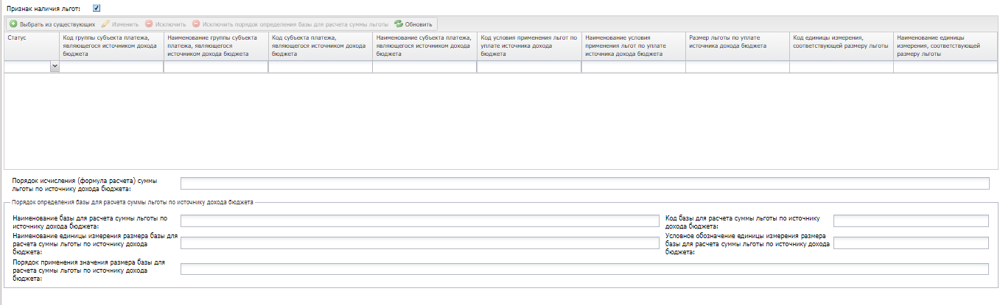 Признак наличия льгот:
Выбрать из существующих Изменить Исключить Исключить порядок определения базы для расчета суммы льготы Обновить
Статус Код группы субъекта платежа, Наименование группы субъекта Код субъекта платежа, Наименование субъекта платежа, Код условия применения льгот по Наименование условия Размер льготы по уплате Код единицы измерения, Наименование единицы
являющегося источником дохода платежа, являющегося являющегося источником дохода являющегося источником дохода уплате источника дохода применения льгот по уплате источника дохода бюджета соответствующей размеру льготы измерения, соответствующей
бюджета источником дохода бюджета бюджета бюджета бюджета источника дохода бюджета размеру льготы
Порядок исчисления (формула расчета) суммы
льготы по источнику дохода бюджета:
Порядок определения базы для расчета суммы льготы по источнику дохода бюджета
Наименование базы для расчета суммы льготы по
источнику дохода бюджета:
Код базы для расчета суммы льготы по источнику
дохода бюджета:
Наименование единицы измерения размера базы для
расчета суммы льготы по источнику дохода
бюджета:
Условное обозначение единицы измерения размера
базы для расчета суммы льготы по источнику дохода
бюджета:
Порядок применения значения размера базы для
расчета суммы льготы по источнику дохода
бюджета: